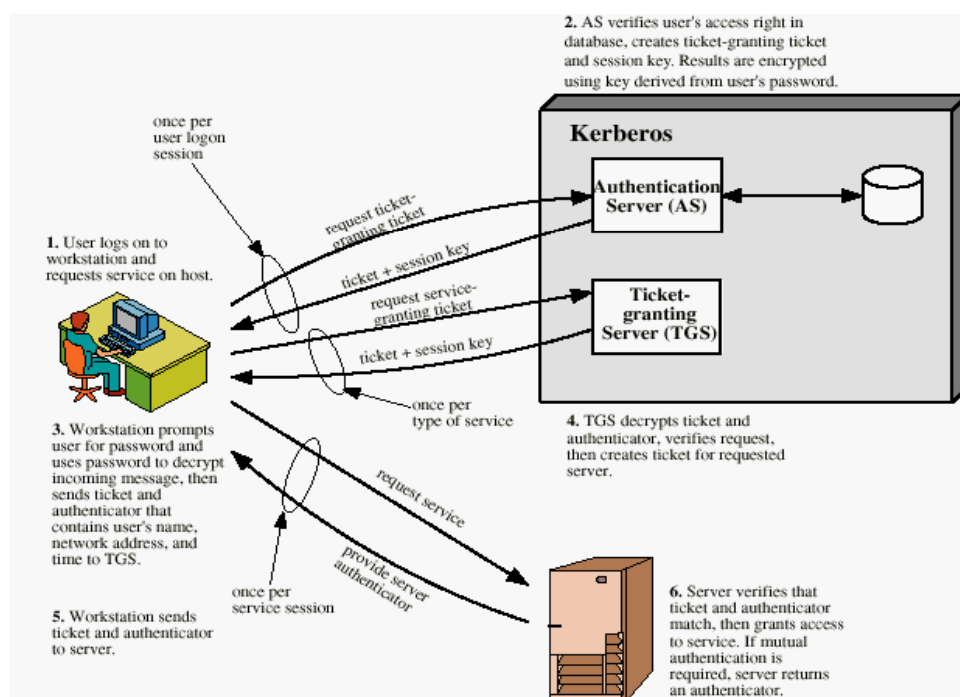 2. AS verifies user's access right in
database, creates ticket-granting ticket
and session key. Results are encrypted
using key derived from user's password.
once per
user logon
session
Kerberos
Authentication
Server (AS)
request ticket-
granting ticket
1. User logs on to
workstation and
requests service on host.
ticket + session key
request service-
granting ticket
Ticket-
granting
Server (TGS)
ticket + session key
once per
type of service
3. Workstation prompts
user for password and
uses password to decrypt
incoming message, then
sends ticket and
authenticator that
contains user's name,
network address, and
time to TGS.
4. TGS decrypts ticket and
authenticator, verifies request,
then creates ticket for requested
server.
request service
provide server
authenticator
once per
service session
5. Workstation sends
ticket and authenticator
to server.
6. Server verifies that
ticket and authenticator
match, then grants access
to service. If mutual
authentication is
required, server returns
an authenticator.